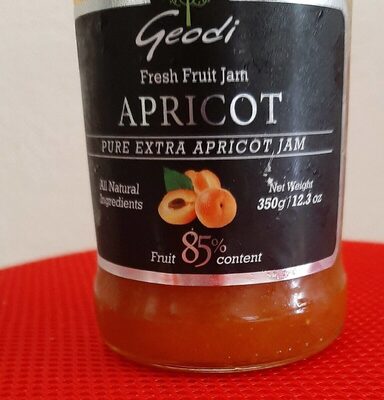 Geodi
Fresh Fruit Jam
APRICOT
PURE EXTRA APRICOT JAM
All Natural
Ingredients
Net Weight
350g/12.3 oz
Fruit 85% content